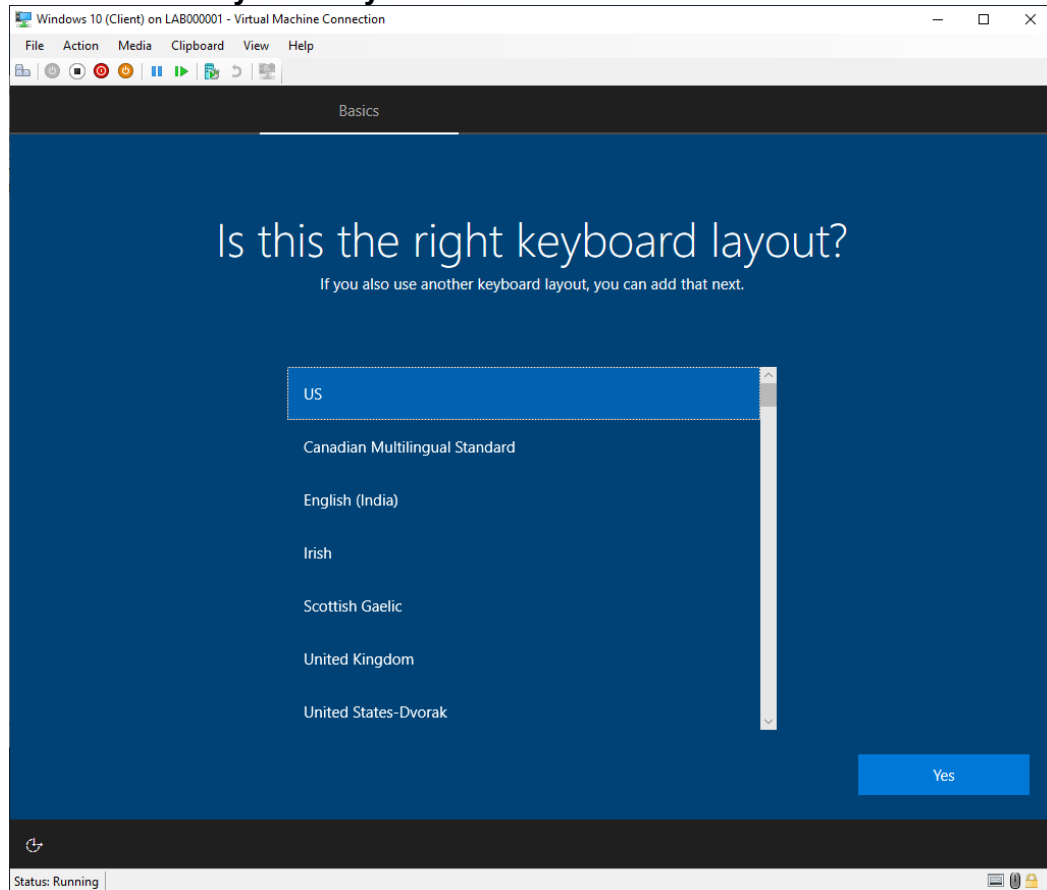 Windows 10 (Client) on LAB000001 - Virtual Machine Connection
File Action Media Clipboard View Help
Basics
Is this the right keyboard layout?
If you also use another keyboard layout, you can add that next.
US
Canadian Multilingual Standard
English (India)
Irish
Scottish Gaelic
United Kingdom
United States-Dvorak
Yes
Status: Running